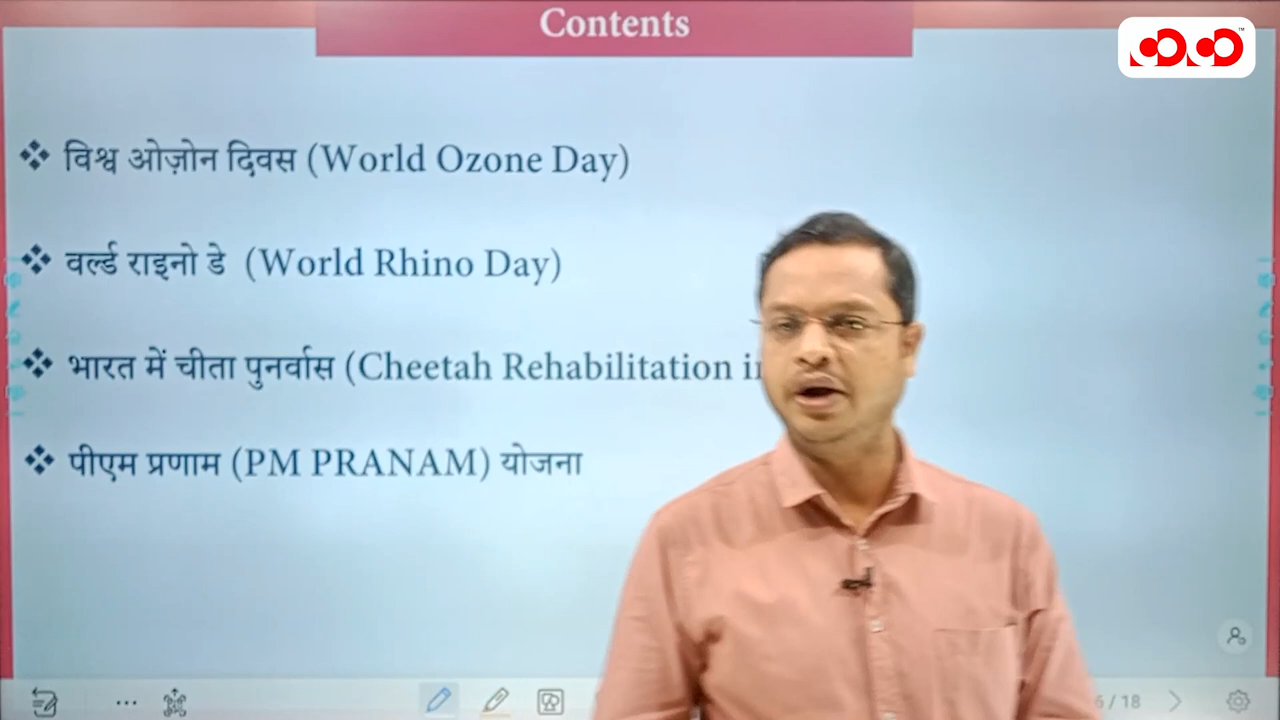 Contents
❖ विश्व ओज़ोन दिवस (World Ozone Day)
❖ वर्ल्ड राइनो डे (World Rhino Day)
❖ भारत में चीता पुनर्वास (Cheetah Rehabilitation
❖ पीएम प्रणाम (PM PRANAM) योजना
/ 18